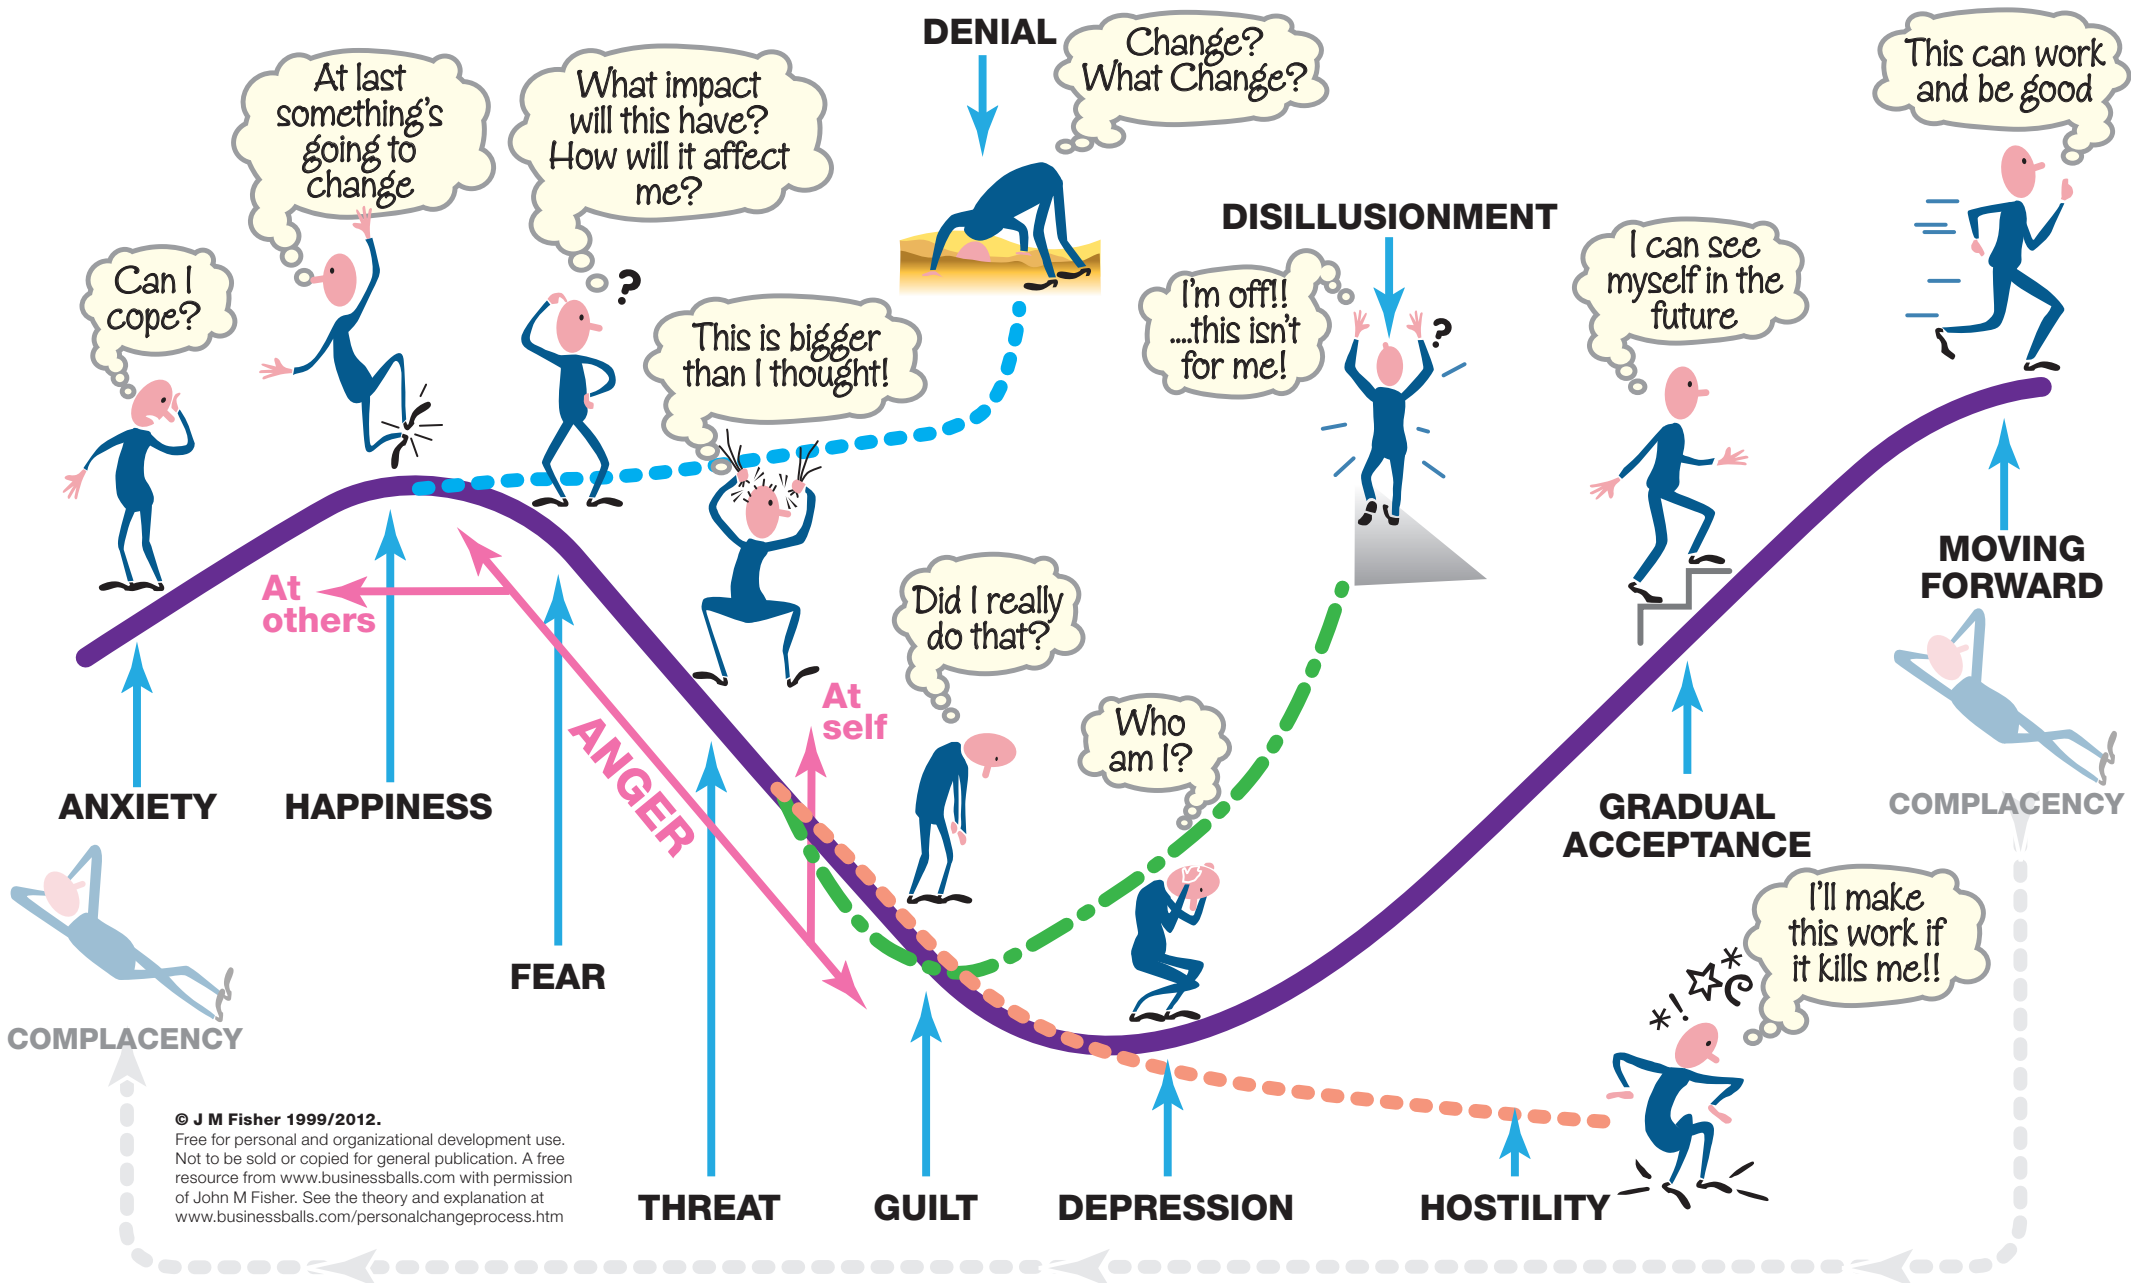 DENIAL
Change?
What Change?
This can work
and be good
At last
something's
going to
change
What impact
will this have?
How will it affect
me?
?
DISILLUSIONMENT
I can see
myself in the
future
Can I
cope?
I'm off!!
....this isn't
for me!
?
This is bigger
than I thought!
MOVING
FORWARD
At
others
Did I really
do that?
At
self
ANGER
Who
am I?
ANXIETY
HAPPINESS
GRADUAL
ACCEPTANCE
COMPLACENCY
I'll make
this work if
it kills me!!
*!
*
FEAR
COMPLACENCY
© J M Fisher 1999/2012.
Free for personal and organizational development use.
Not to be sold or copied for general publication. A free
resource from www.businessballs.com with permission
of John M Fisher. See the theory and explanation at
www.businessballs.com/personalchangeprocess.htm
THREAT
GUILT
DEPRESSION
HOSTILITY